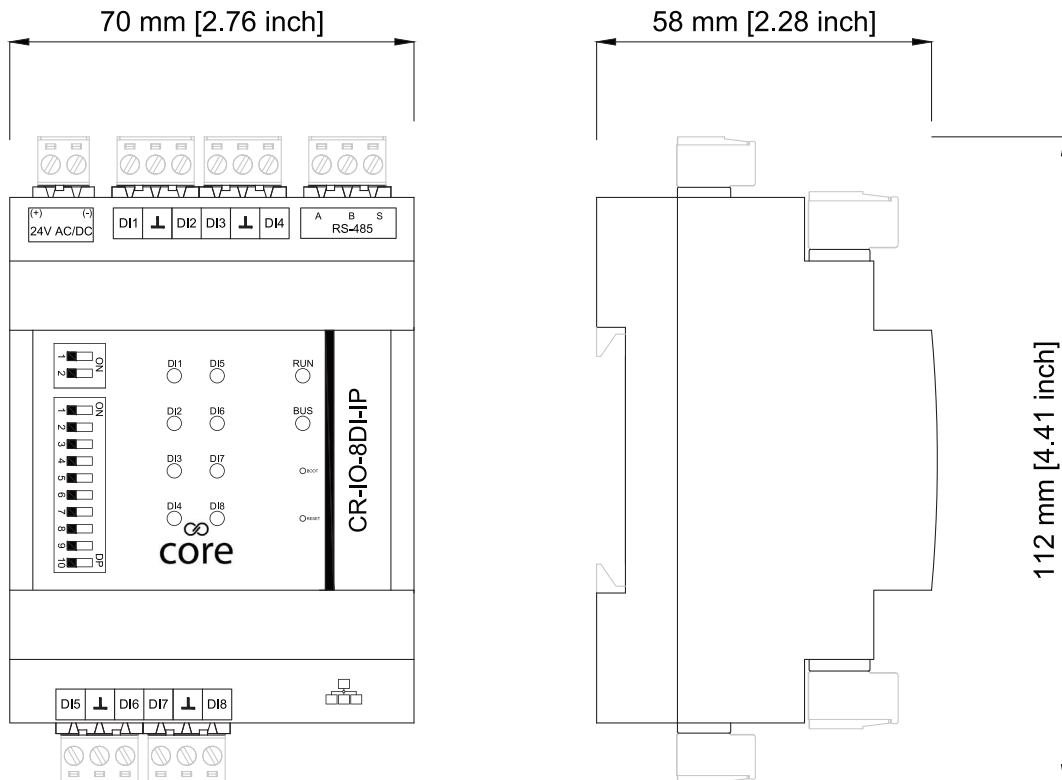 70 mm [2.76 inch]
58 mm [2.28 inch]
(+) (-)
24V AC/DC
DI1 ⊥ DI2 DI3 ⊥ DI4
A B S
RS-485
1 2 ON
1 2 3 4 5 6 7 8 9 10 ON DP
DI1 DI5 RUN
DI2 DI6 BUS
DI3 DI7 BOOT
DI4 DI8 RESET
core
CR-IO-8DI-IP
112 mm [4.41 inch]
DI5 ⊥ DI6 DI7 ⊥ DI8